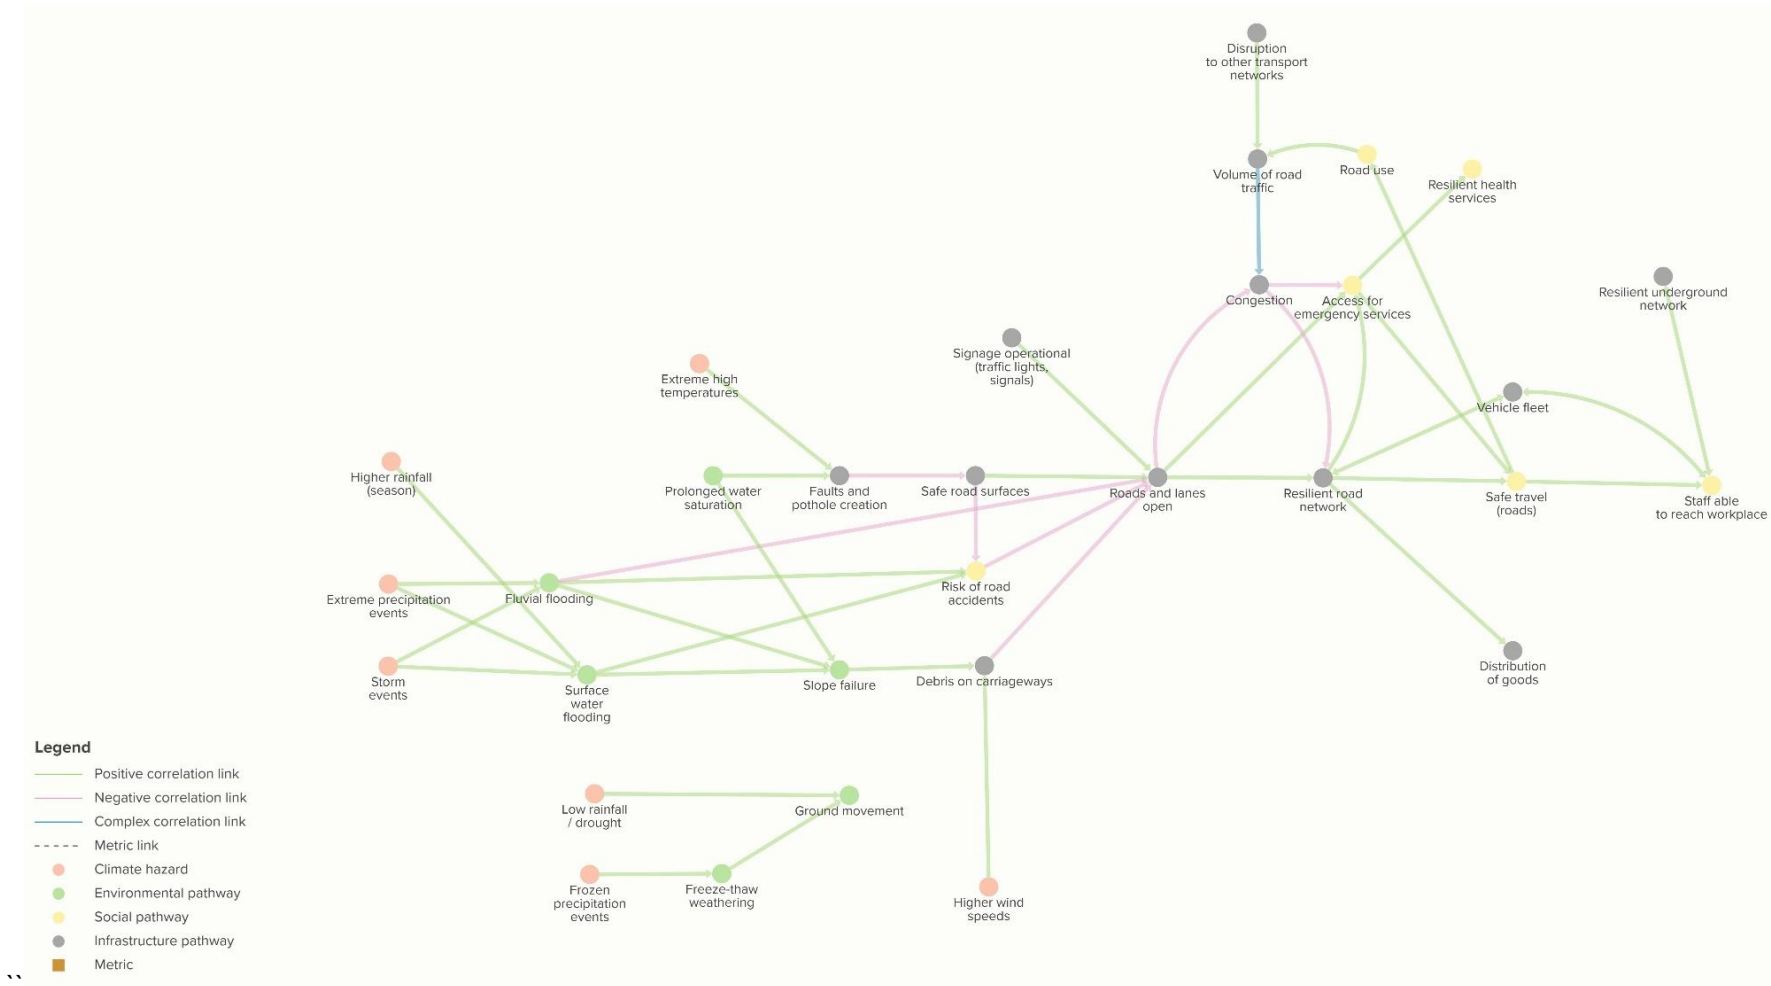 Disruption
to other transport
networks
Volume of road
traffic
Road use
Resilient health
services
Congestion
Access for
emergency services
Resilient underground
network
Signage operational
(traffic lights,
signals)
Extreme high
temperatures
Vehicle fleet
Higher rainfall
(season)
Prolonged water
saturation
Faults and
pothole creation
Safe road surfaces
Roads and lanes
open
Resilient road
network
Safe travel
(roads)
Staff able
to reach workplace
Extreme precipitation
events
Fluvial flooding
Risk of road
accidents
Storm
events
Surface
water
flooding
Slope failure
Debris on carriageways
Distribution
of goods
Low rainfall
/ drought
Ground movement
Frozen
precipitation
events
Freeze-thaw
weathering
Higher wind
speeds
Legend
Positive correlation link
Negative correlation link
Complex correlation link
Metric link
Climate hazard
Environmental pathway
Social pathway
Infrastructure pathway
Metric
``